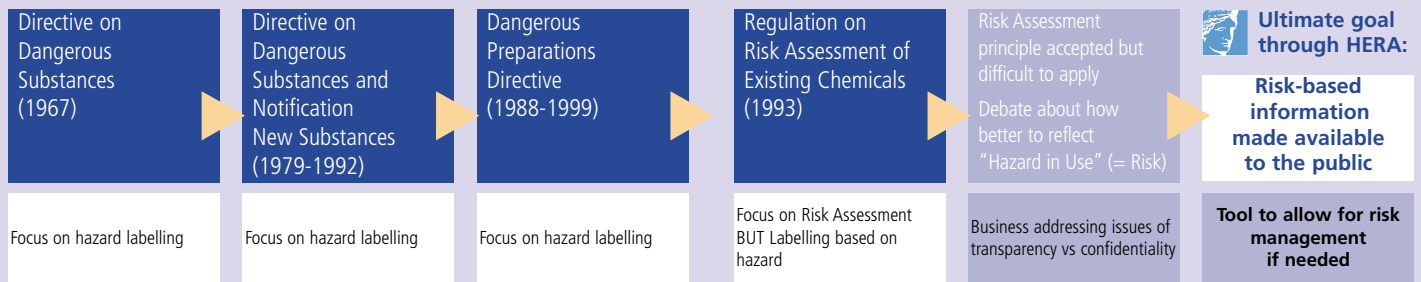 Directive on
Dangerous
Substances
(1967)
Focus on hazard labelling
Directive on
Dangerous
Substances and
Notification
New Substances
(1979-1992)
Focus on hazard labelling
Dangerous
Preparations
Directive
(1988-1999)
Focus on hazard labelling
Regulation on
Risk Assessment of
Existing Chemicals
(1993)
Focus on Risk Assessment
BUT Labelling based on
hazard
Risk Assessment
principle accepted but
difficult to apply
Debate about how
better to reflect
“Hazard in Use” (= Risk)
Business addressing issues of
transparency vs confidentiality
Ultimate goal
through HERA:
Risk-based
information
made available
to the public
Tool to allow for risk
management
if needed